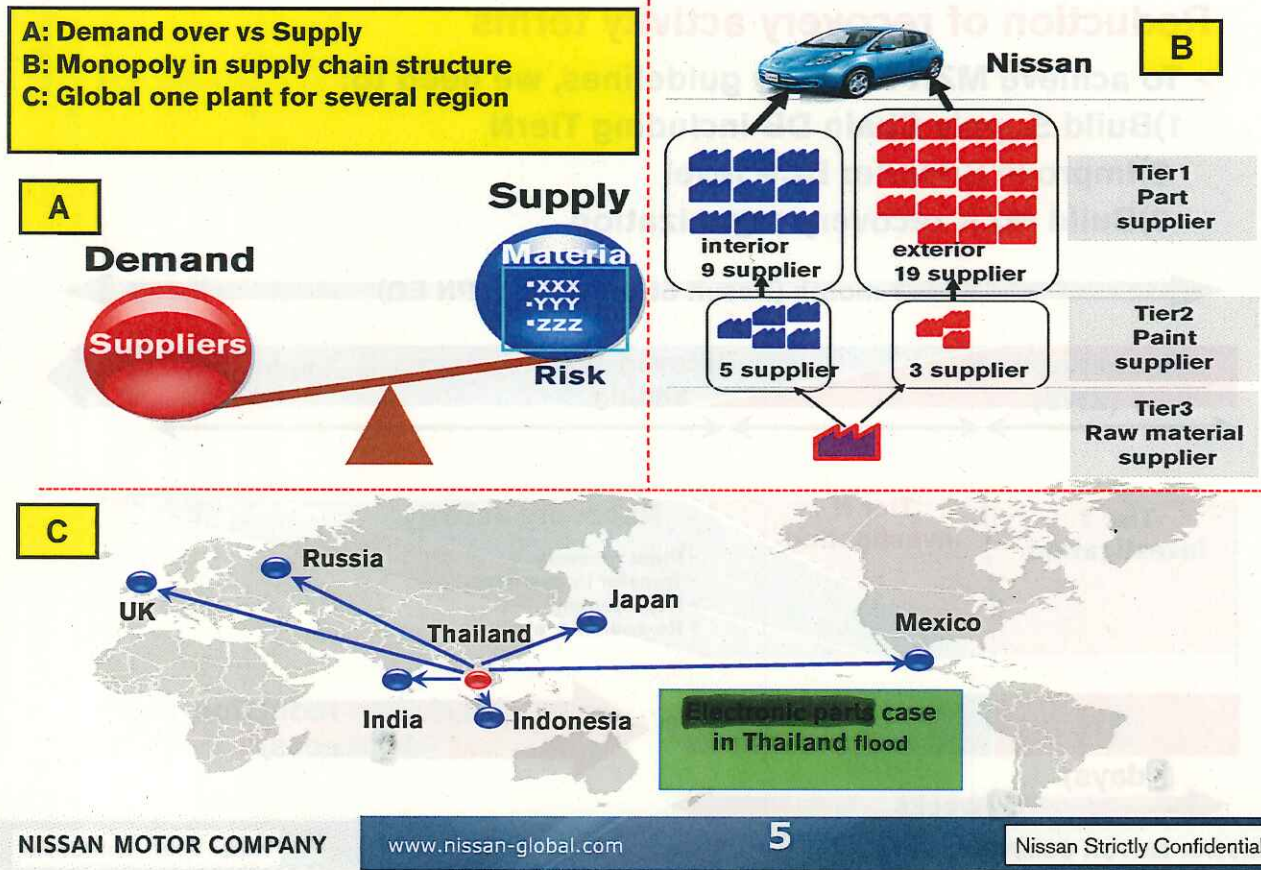 A: Demand over vs Supply
B: Monopoly in supply chain structure
C: Global one plant for several region
A
Demand
Suppliers
Supply
Material
▪XXX
▪YYY
▪ZZZ
Risk
B
Nissan
interior
9 supplier
exterior
19 supplier
Tier1
Part
supplier
5 supplier
3 supplier
Tier2
Paint
supplier
Tier3
Raw material
supplier
C
Russia
UK
Japan
Thailand
Mexico
India
Indonesia
Electronic parts case
in Thailand flood
NISSAN MOTOR COMPANY
www.nissan-global.com
5
Nissan Strictly Confidential